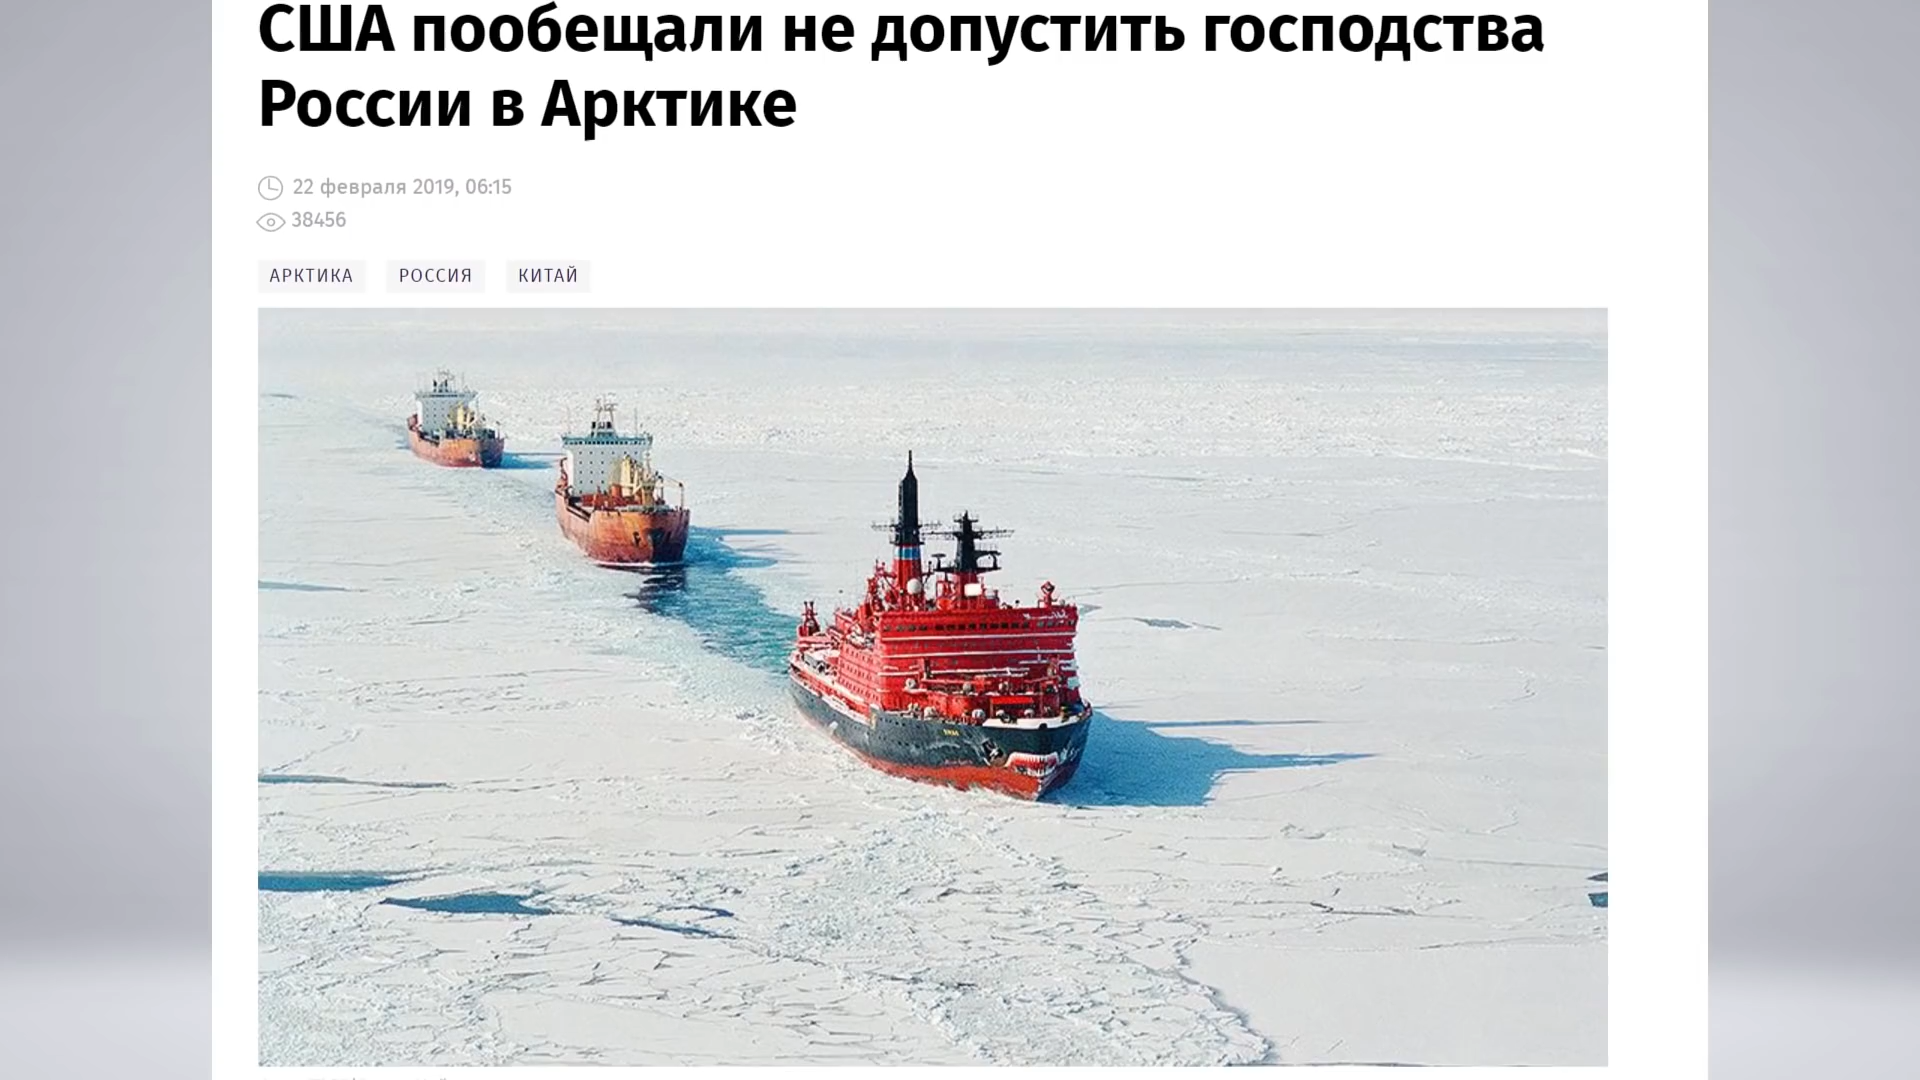 США пообещали не допустить господства
России в Арктике
22 февраля 2019, 06:15
38456
АРКТИКА РОССИЯ КИТАЙ